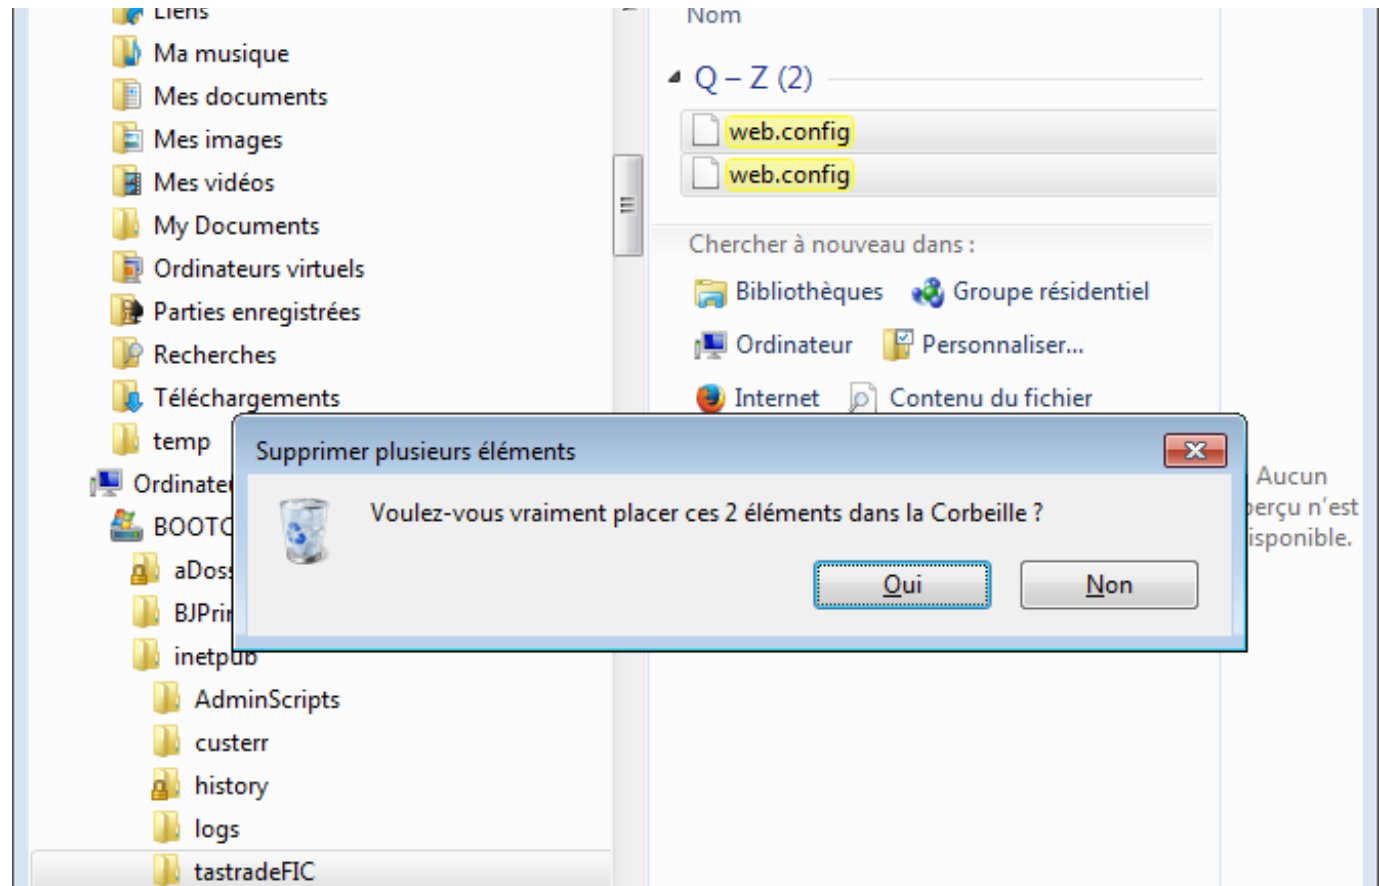 Liens
Ma musique
Mes documents
Mes images
Mes vidéos
My Documents
Ordinateurs virtuels
Parties enregistrées
Recherches
Téléchargements
temp
BOOTC
inetpub
AdminScripts
custerr
history
logs
tastradeFIC
Nom
Q – Z (2)
web.config
web.config
Chercher à nouveau dans :
Bibliothèques Groupe résidentiel
Ordinateur Personnaliser...
Internet Contenu du fichier
Supprimer plusieurs éléments
Voulez-vous vraiment placer ces 2 éléments dans la Corbeille ?
Oui Non
Aucun
n'est